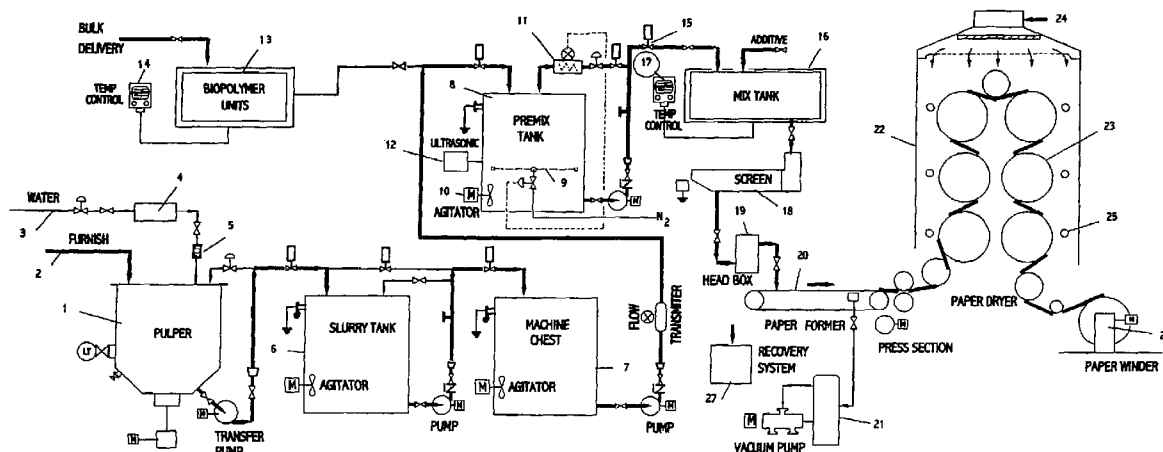 BULK
DELIVERY
13
14
TEMP
CONTROL
BIOPOLYMER
UNITS
11
8
PREMIX
TANK
ULTRASONIC
12
9
10
M
AGITATOR
N2
15
17
TEMP
CONTROL
ADDITIVE
16
MIX TANK
SCREEN
18
19
HEAD BOX
20
PAPER FORMER
PRESS SECTION
24
22
23
25
PAPER DRYER
PAPER WINDER
2
WATER
3
4
5
FURNISH
2
1
PULPER
LT
M
TRANSFER
PUMP
M
SLURRY TANK
6
M
AGITATOR
M
PUMP
MACHINE
CHEST
7
M
AGITATOR
M
PUMP
FLOW
TRANSMITER
RECOVERY
SYSTEM
27
M
VACUUM PUMP
21